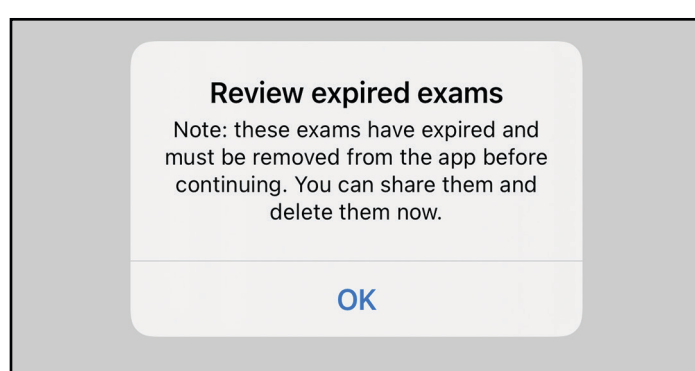 Review expired exams
Note: these exams have expired and
must be removed from the app before
continuing. You can share them and
delete them now.
OK